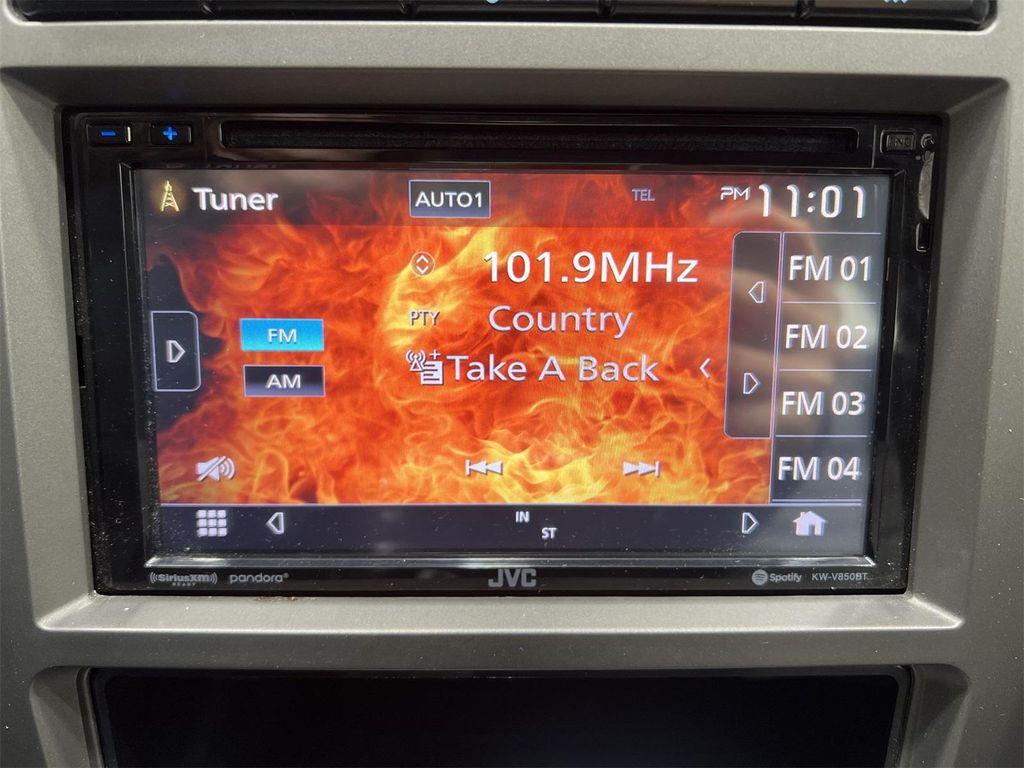 Tuner AUTO1 TEL PM 11:01
101.9MHz FM 01
PTY Country FM 02
FM
AM
Take A Back
FM 03
FM 04
IN
ST
SiriusXM READY pandora JVC Spotify KW-V850BT